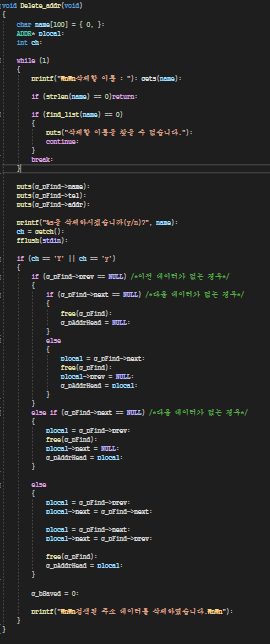 void Delete_addr(void)
{
char name[100] = { 0, };
ADDR* plocal;
int ch;
while (1)
{
printf("\n\n삭제할 이름 : "); gets(name);
if (strlen(name) == 0)return;
if (find_list(name) == 0)
{
puts("삭제할 이름을 찾을 수 없습니다.");
continue;
}
break;
}
puts(g_pFind->name);
puts(g_pFind->tel);
puts(g_pFind->addr);
printf("%s을 삭제하시겠습니까(y/n)?", name);
ch = getch();
fflush(stdin);
if (ch == 'Y' || ch == 'y')
{
if (g_pFind->prev == NULL) /*이전 데이터가 없는 경우*/
{
if (g_pFind->next == NULL) /*다음 데이터가 없는 경우*/
{
free(g_pFind);
g_pAddrHead = NULL;
}
else
{
plocal = g_pFind->next;
free(g_pFind);
plocal->prev = NULL;
g_pAddrHead = plocal;
}
}
else if (g_pFind->next == NULL) /*다음 데이터가 없는 경우*/
{
plocal = g_pFind->prev;
free(g_pFind);
plocal->next = NULL;
g_pAddrHead = plocal;
}
else
{
plocal = g_pFind->prev;
plocal->next = g_pFind->next;
plocal = g_pFind->next;
plocal->next = g_pFind->prev;
free(g_pFind);
g_pAddrHead = plocal;
}
g_bSaved = 0;
printf("\n\n검색된 주소 데이터를 삭제하였습니다.\n\n");
}
}